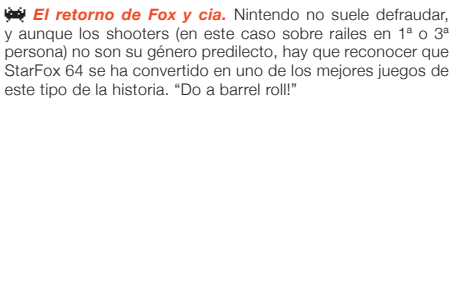 El retorno de Fox y cia. Nintendo no suele defraudar,
y aunque los shooters (en este caso sobre railes en 1ª o 3ª
persona) no son su género predilecto, hay que reconocer que
StarFox 64 se ha convertido en uno de los mejores juegos de
este tipo de la historia. “Do a barrel roll!”